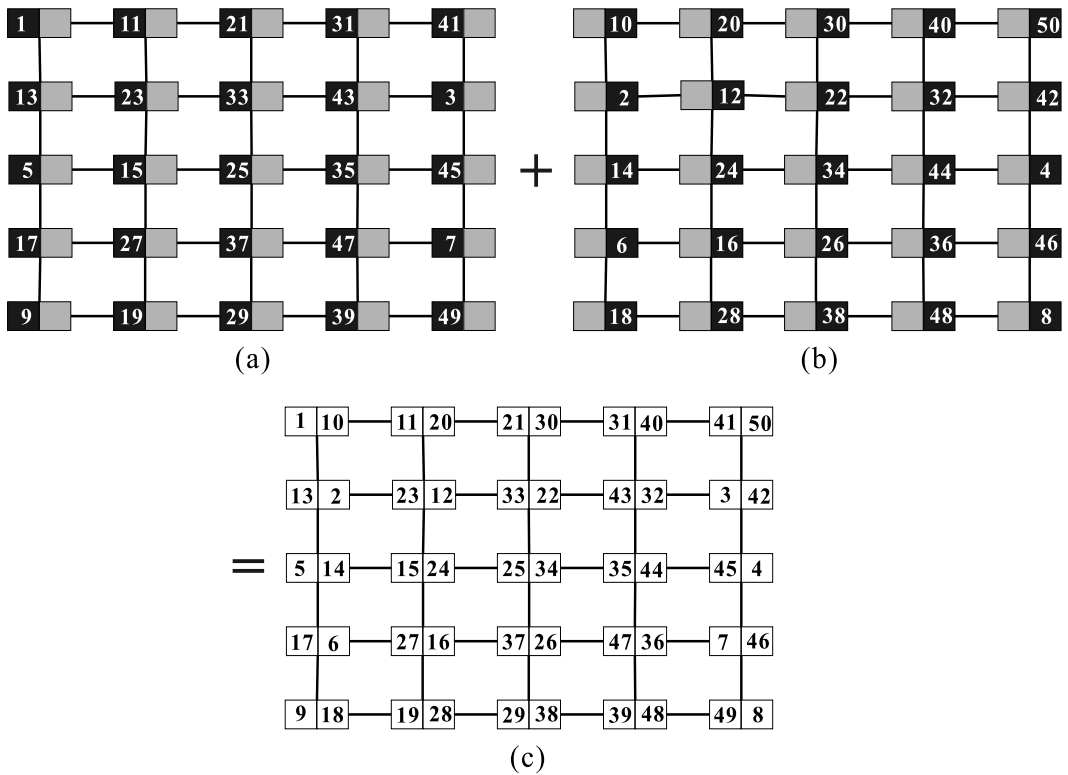 1 11 21 31 41 10 20 30 40 50
13 23 33 43 3 2 12 22 32 42
5 15 25 35 45 + 14 24 34 44 4
17 27 37 47 7 6 16 26 36 46
9 19 29 39 49 18 28 38 48 8
(a) (b)
1 10 11 20 21 30 31 40 41 50
13 2 23 12 33 22 43 32 3 42
= 5 14 15 24 25 34 35 44 45 4
17 6 27 16 37 26 47 36 7 46
9 18 19 28 29 38 39 48 49 8
(c)